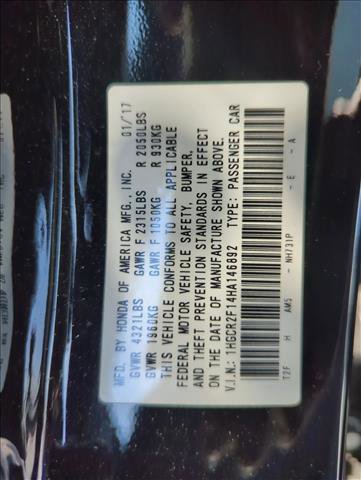 MFD. BY HONDA OF AMERICA MFG., INC. 01/'17
GVWR 4321LBS GAWR F 2315LBS R 2050LBS
GVWR 1960KG GAWR F 1050KG R 930KG
THIS VEHICLE CONFORMS TO ALL APPLICABLE
FEDERAL MOTOR VEHICLE SAFETY, BUMPER,
AND THEFT PREVENTION STANDARDS IN EFFECT
ON THE DATE OF MANUFACTURE SHOWN ABOVE.
V.I.N.: 1HGCR2F14HA146892 TYPE: PASSENGER CAR
T2F H AM5 - NH731P - E - A